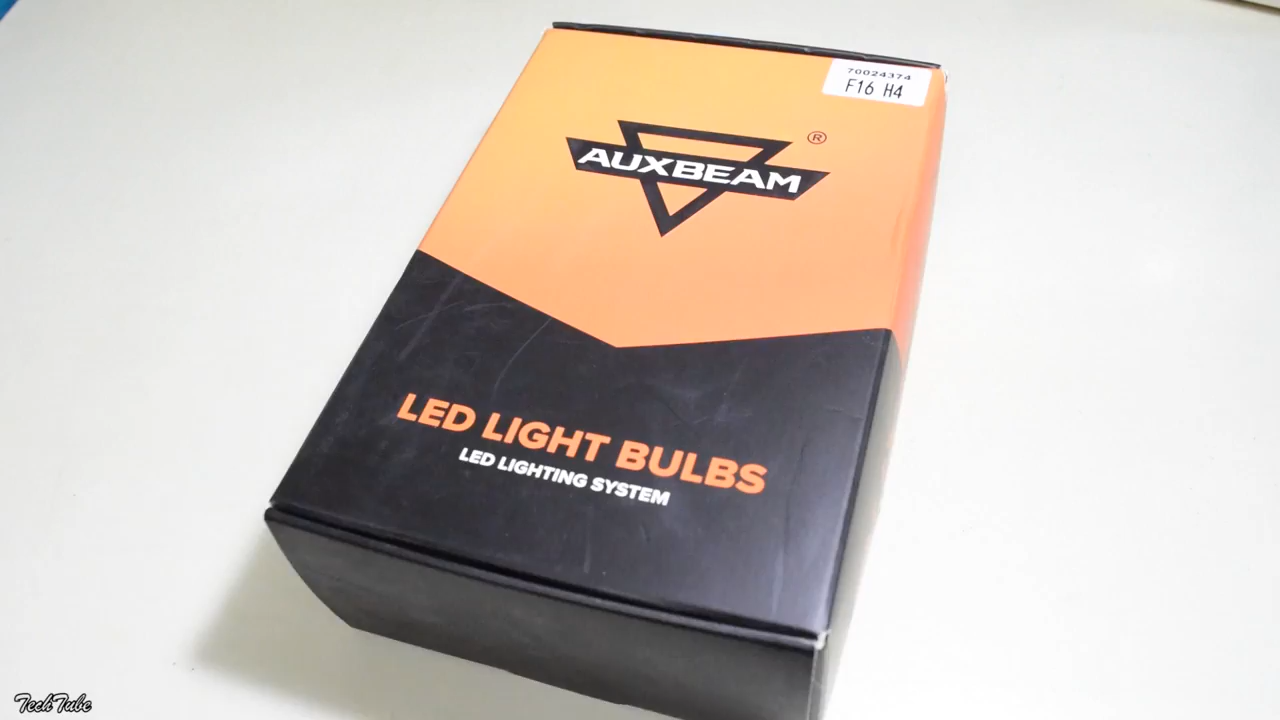 70024374
F16 H4
AUXBEAM®
LED LIGHT BULBS
LED LIGHTING SYSTEM
TechTube